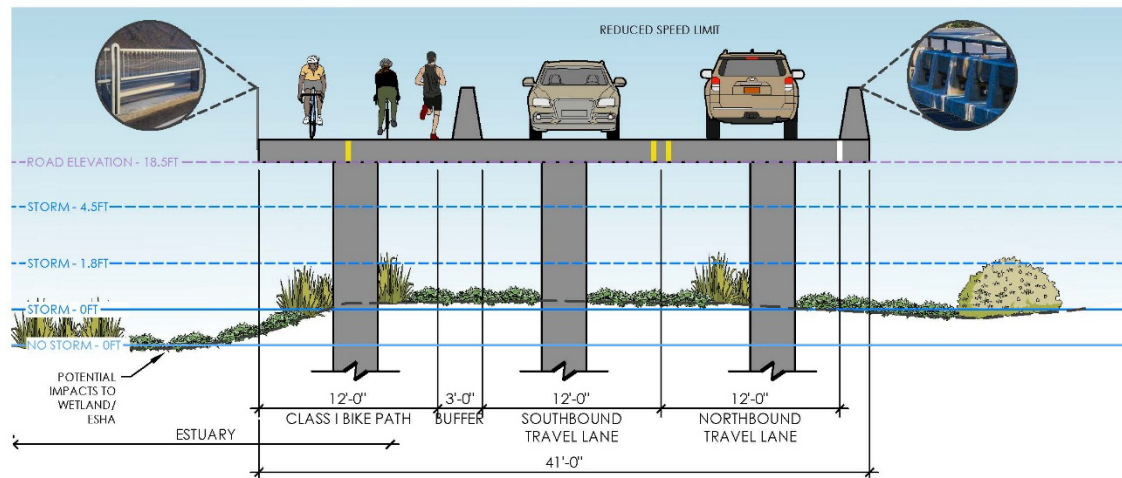 REDUCED SPEED LIMIT
ROAD ELEVATION - 18.5FT
STORM - 4.5FT
STORM - 1.8FT
STORM - 0FT
NO STORM - 0FT
POTENTIAL
IMPACTS TO
WETLAND/
ESHA
12'-0"
3'-0"
12'-0"
12'-0"
CLASS I BIKE PATH
BUFFER
SOUTHBOUND
TRAVEL LANE
NORTHBOUND
TRAVEL LANE
ESTUARY
41'-0"